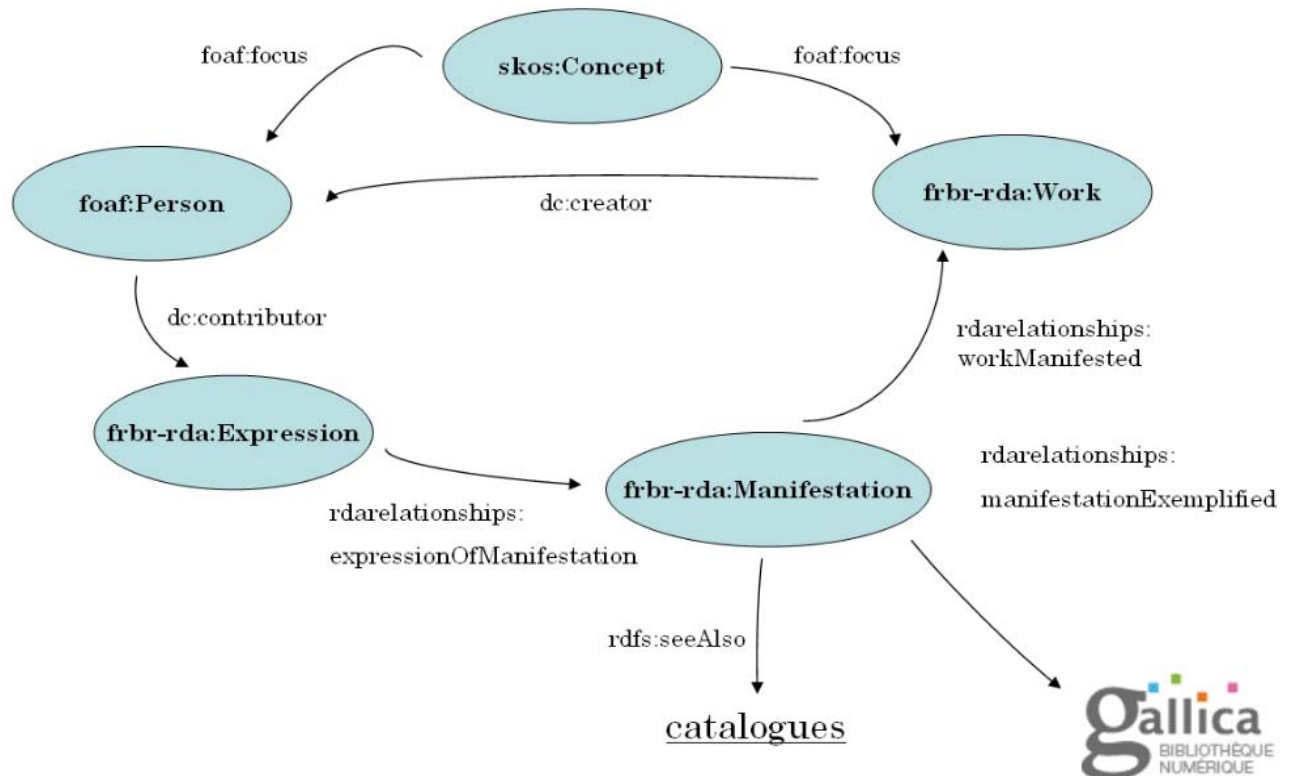 foaf:focus
skos:Concept
foaf:focus
foaf:Person
dc:creator
frbr-rda:Work
dc:contributor
rdarelationships:
workManifested
frbr-rda:Expression
rdarelationships:
expressionOfManifestation
frbr-rda:Manifestation
rdarelationships:
manifestationExemplified
rdfs:seeAlso
catalogues
gallica
BIBLIOTHÈQUE
NUMÉRIQUE